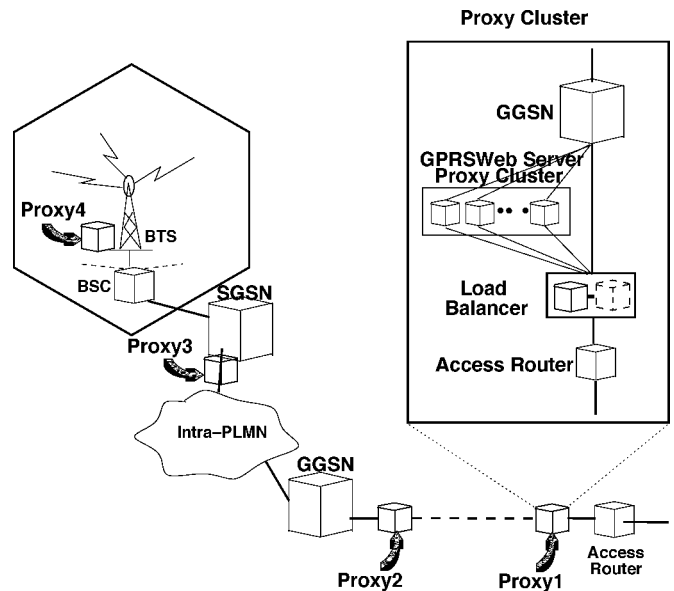 Proxy Cluster
GGSN
GPRSWeb Server
Proxy Cluster
Load
Balancer
Access Router
Proxy4
BTS
BSC
SGSN
Proxy3
Intra–PLMN
GGSN
Proxy2
Proxy1
Access
Router